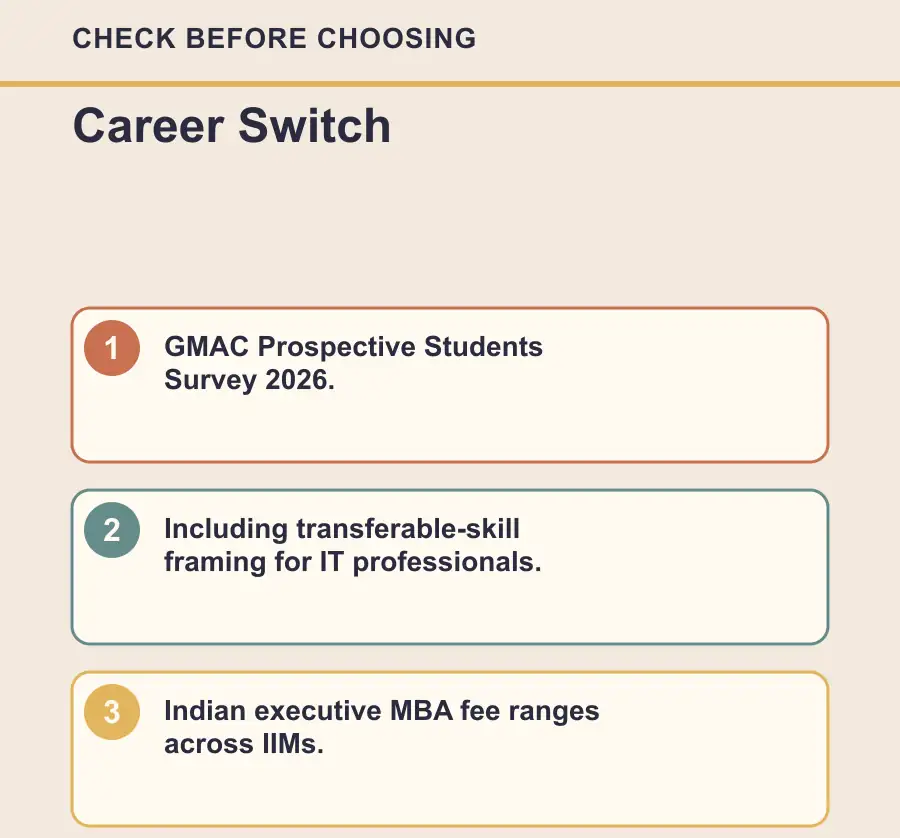 CHECK BEFORE CHOOSING
Career Switch
1
GMAC Prospective Students
Survey 2026.
2
Including transferable-skill
framing for IT professionals.
3
Indian executive MBA fee ranges
across IIMs.